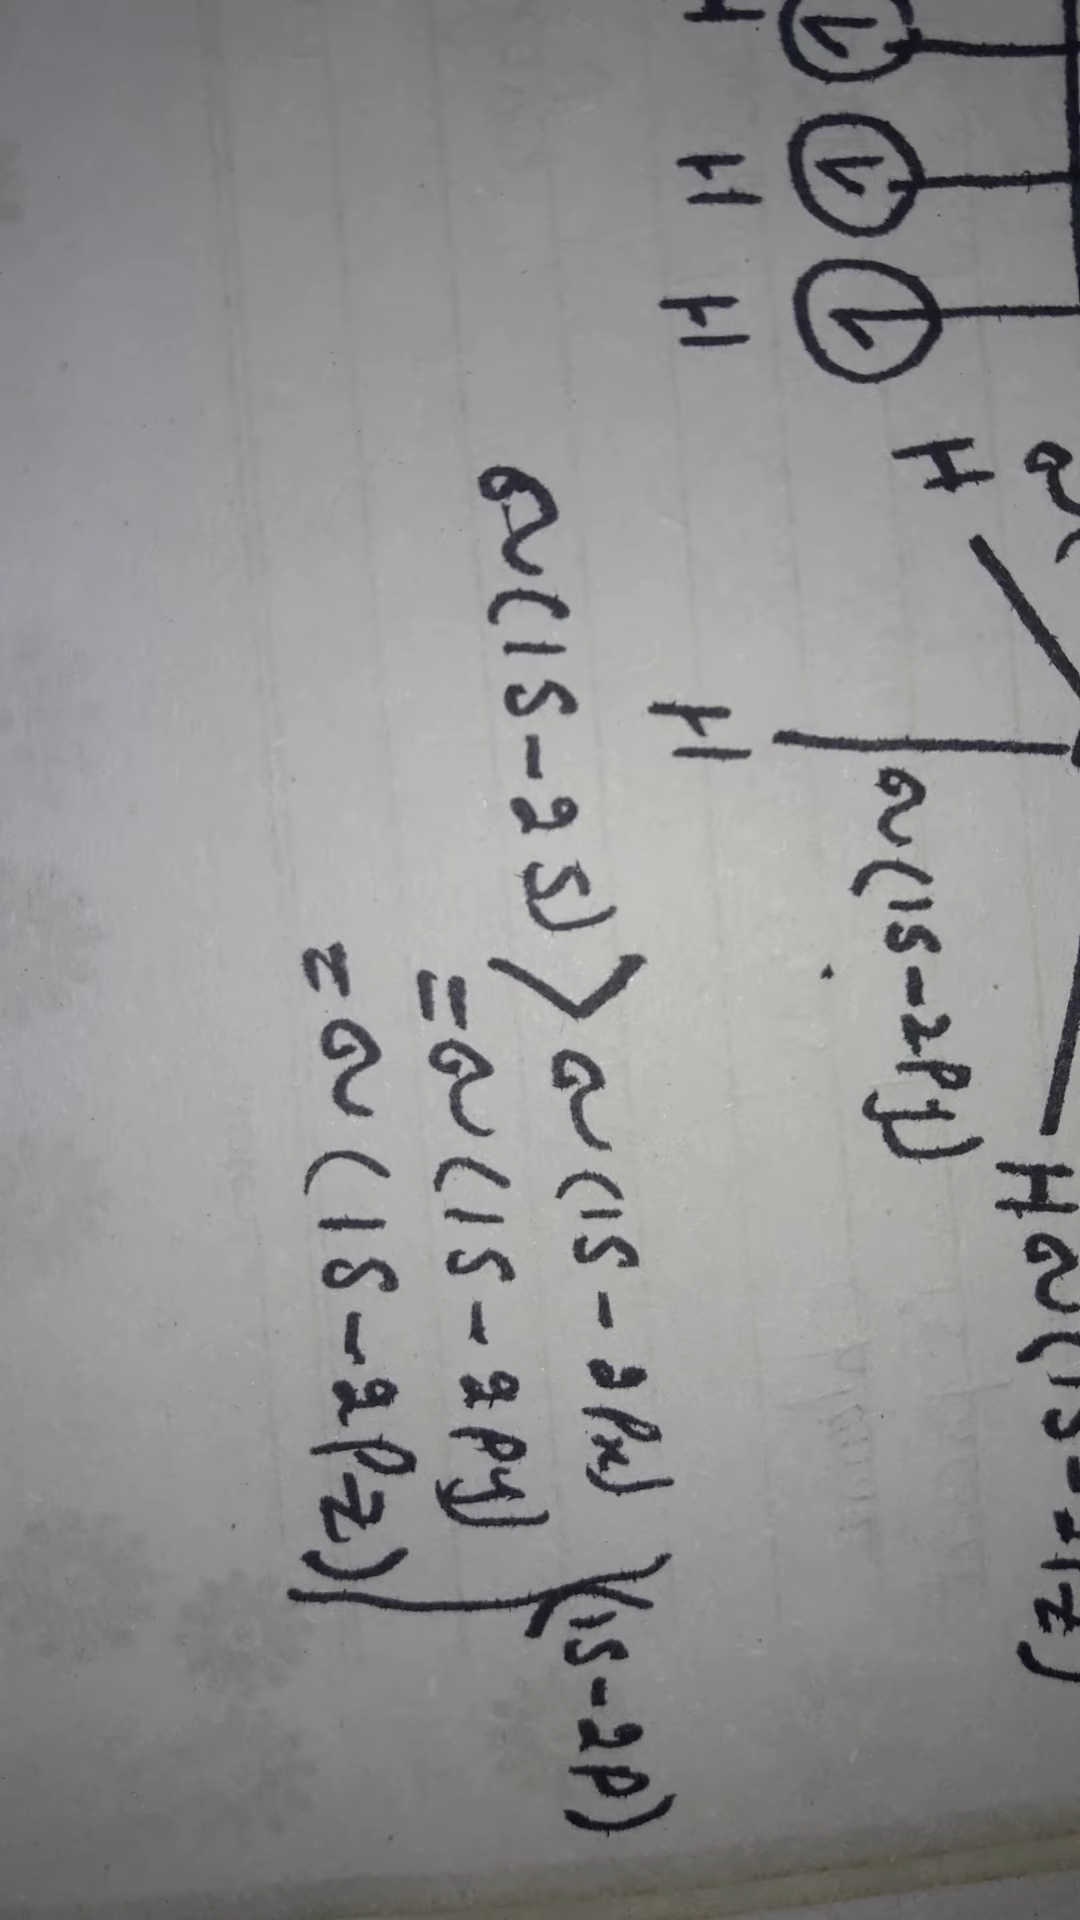 H H H
H
H
σ(1S-2Py)
H σ(1S-2Pz)
σ(1S-2S) > σ(1S-2Px)
=σ(1S-2Py)
=σ(1S-2Pz)
(1S-2P)